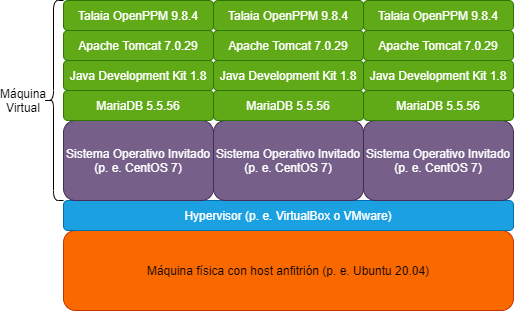 Talaia OpenPPM 9.8.4 Talaia OpenPPM 9.8.4 Talaia OpenPPM 9.8.4
Apache Tomcat 7.0.29 Apache Tomcat 7.0.29 Apache Tomcat 7.0.29
Java Development Kit 1.8 Java Development Kit 1.8 Java Development Kit 1.8
Máquina
Virtual
MariaDB 5.5.56 MariaDB 5.5.56 MariaDB 5.5.56
Sistema Operativo Invitado Sistema Operativo Invitado Sistema Operativo Invitado
(p. e. CentOS 7) (p. e. CentOS 7) (p. e. CentOS 7)
Hypervisor (p. e. VirtualBox o VMware)
Máquina física con host anfitrión (p. e. Ubuntu 20.04)